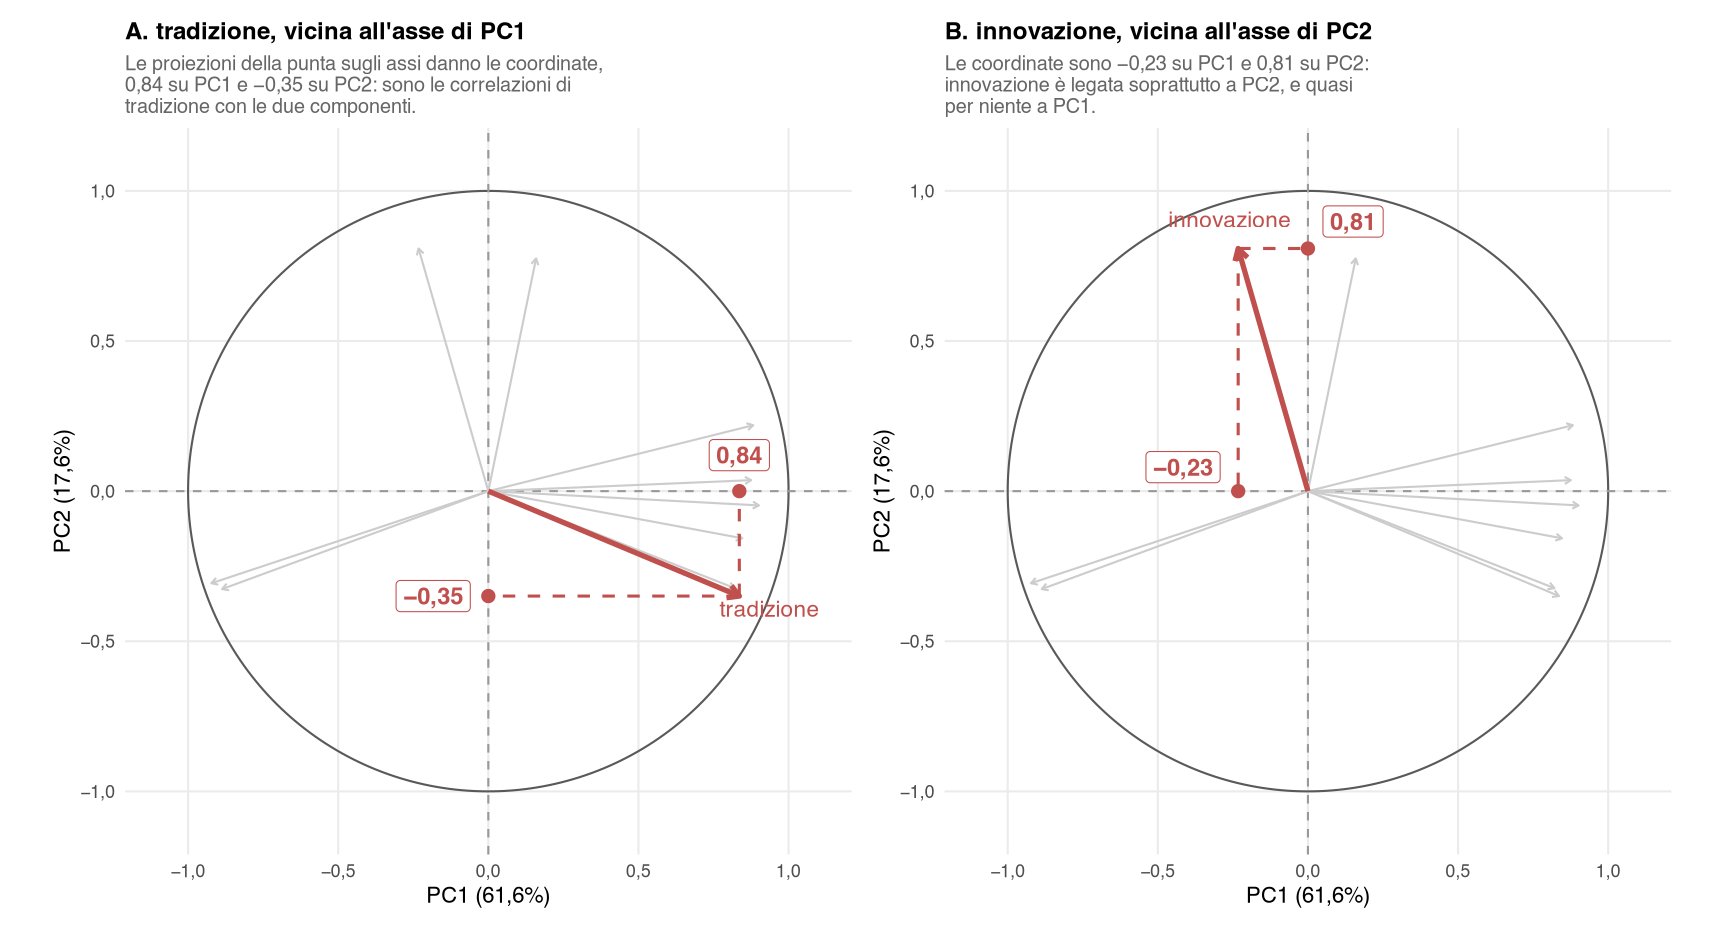 A. tradizione, vicina all'asse di PC1
Le proiezioni della punta sugli assi danno le coordinate,
0,84 su PC1 e −0,35 su PC2: sono le correlazioni di
tradizione con le due componenti.
1,0
0,5
0,0
−0,5
−1,0
PC2 (17,6%)
0,84
−0,35
tradizione
−1,0
−0,5
0,0
0,5
1,0
PC1 (61,6%)
B. innovazione, vicina all'asse di PC2
Le coordinate sono −0,23 su PC1 e 0,81 su PC2:
innovazione è legata soprattutto a PC2, e quasi
per niente a PC1.
1,0
0,5
0,0
−0,5
−1,0
PC2 (17,6%)
innovazione
0,81
−0,23
−1,0
−0,5
0,0
0,5
1,0
PC1 (61,6%)